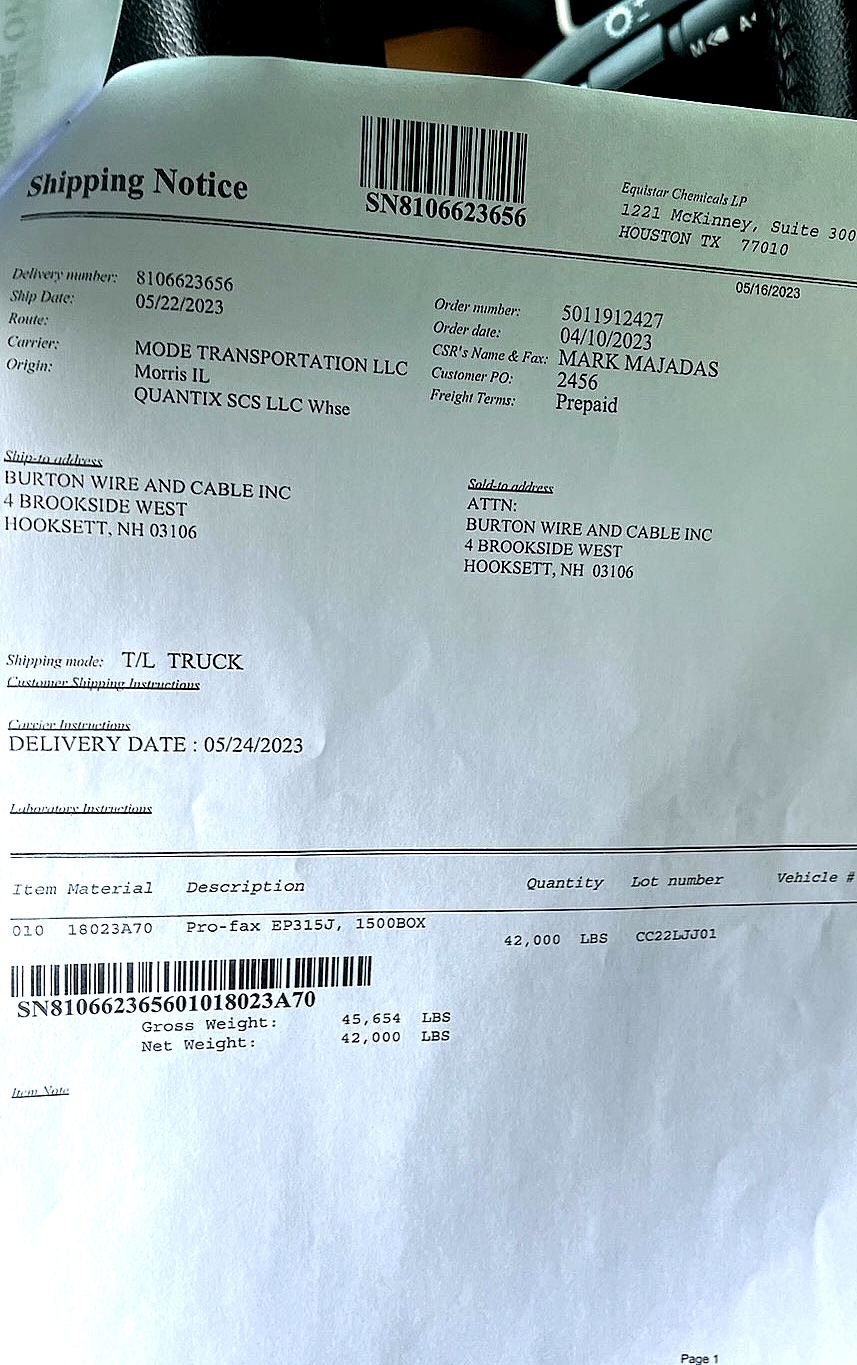 Shipping Notice
SN8106623656
Equistar Chemicals LP
1221 McKinney, Suite 300
HOUSTON TX 77010
05/16/2023
Delivery number: 8106623656
Ship Date: 05/22/2023
Route:
Carrier: MODE TRANSPORTATION LLC
Origin: Morris IL
QUANTIX SCS LLC Whse
Order number: 5011912427
Order date: 04/10/2023
CSR's Name & Fax: MARK MAJADAS
Customer PO: 2456
Freight Terms: Prepaid
Ship-to address
BURTON WIRE AND CABLE INC
4 BROOKSIDE WEST
HOOKSETT, NH 03106
Sold-to address
ATTN:
BURTON WIRE AND CABLE INC
4 BROOKSIDE WEST
HOOKSETT, NH 03106
Shipping mode: T/L TRUCK
Customer Shipping Instructions
Carrier Instructions
DELIVERY DATE : 05/24/2023
Laboratory Instructions
Item Material Description Quantity Lot number Vehicle #
010 18023A70 Pro-fax EP315J, 1500BOX 42,000 LBS CC22LJJ01
SN810662365601018023A70
Gross Weight: 45,654 LBS
Net Weight: 42,000 LBS
Item Note
Page 1